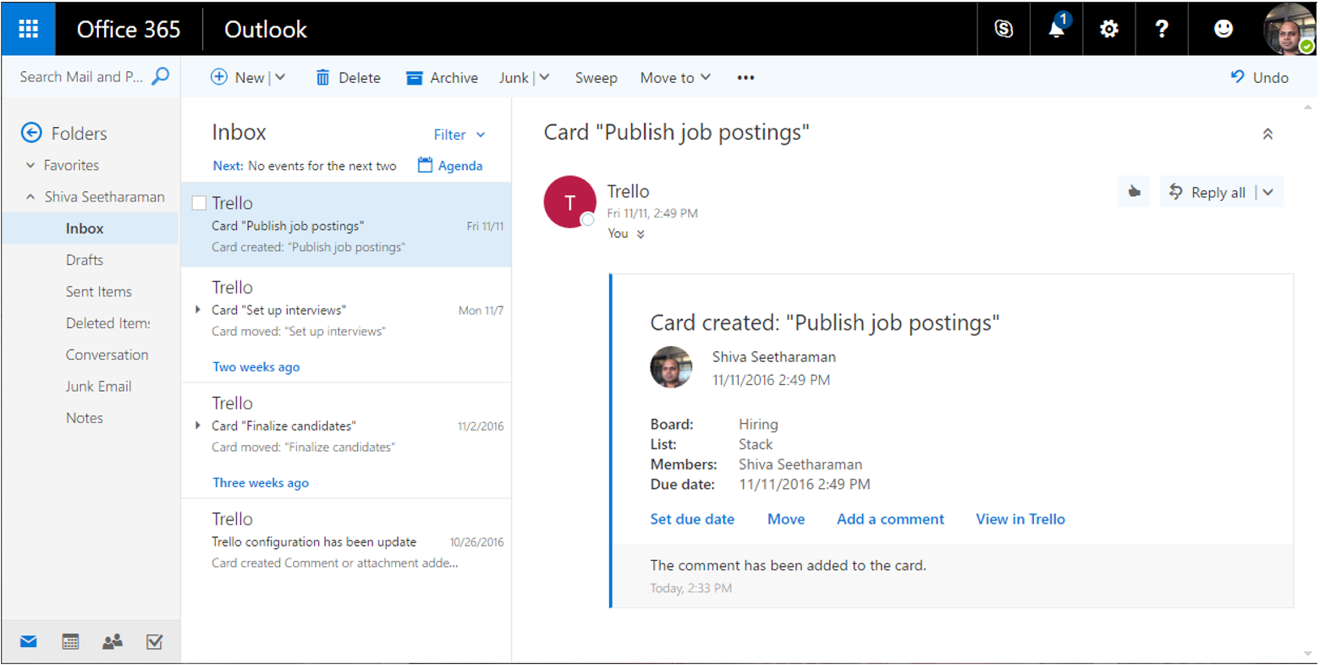 Office 365 Outlook 1 ?
Search Mail and P... New Delete Archive Junk Sweep Move to ••• Undo
Folders
Favorites
Shiva Seetharaman
Inbox
Drafts
Sent Items
Deleted Items
Conversation
Junk Email
Notes
Inbox Filter
Next: No events for the next two Agenda
Trello
Card "Publish job postings" Fri 11/11
Card created: "Publish job postings"
Trello
Card "Set up interviews" Mon 11/7
Card moved: "Set up interviews"
Two weeks ago
Trello
Card "Finalize candidates" 11/2/2016
Card moved: "Finalize candidates"
Three weeks ago
Trello
Trello configuration has been update 10/26/2016
Card created Comment or attachment adde...
Card "Publish job postings"
T
Trello
Fri 11/11, 2:49 PM
You
Reply all
Card created: "Publish job postings"
Shiva Seetharaman
11/11/2016 2:49 PM
Board: Hiring
List: Stack
Members: Shiva Seetharaman
Due date: 11/11/2016 2:49 PM
Set due date Move Add a comment View in Trello
The comment has been added to the card.
Today, 2:33 PM